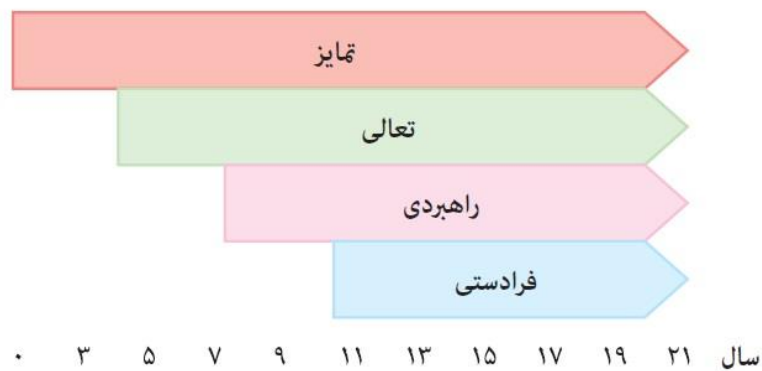 تمایز
تعالی
راهبردی
فرادستی
۰ ۳ ۵ ۷ ۹ ۱۱ ۱۳ ۱۵ ۱۷ ۱۹ ۲۱ سال